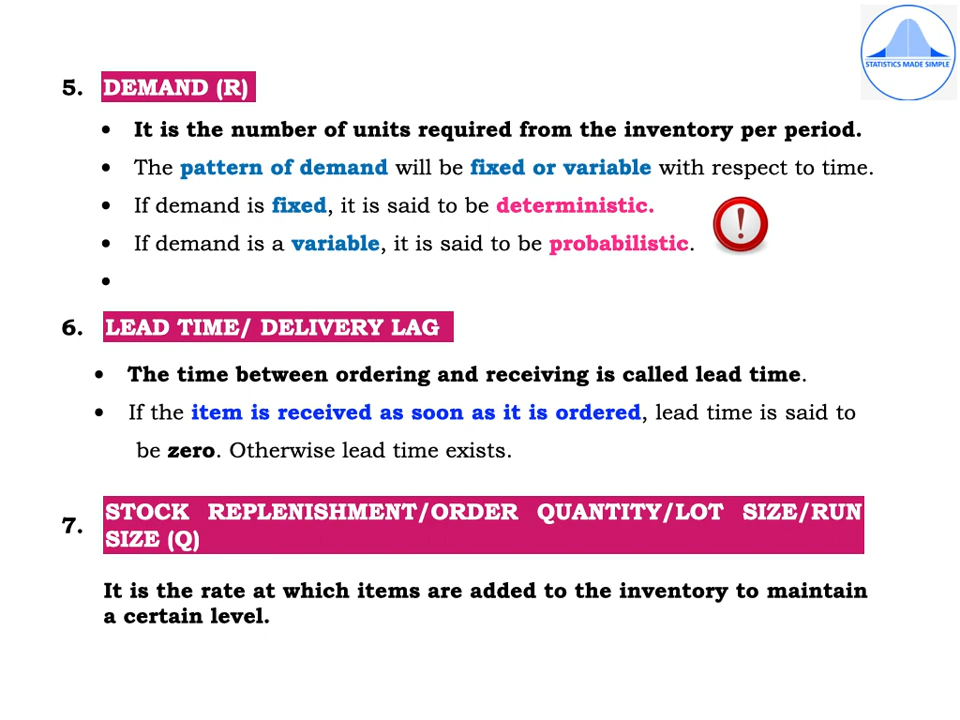 STATISTICS MADE SIMPLE
5. DEMAND (R)
• It is the number of units required from the inventory per period.
• The pattern of demand will be fixed or variable with respect to time.
• If demand is fixed, it is said to be deterministic.
• If demand is a variable, it is said to be probabilistic.
•
6. LEAD TIME/ DELIVERY LAG
• The time between ordering and receiving is called lead time.
• If the item is received as soon as it is ordered, lead time is said to
be zero. Otherwise lead time exists.
7. STOCK REPLENISHMENT/ORDER QUANTITY/LOT SIZE/RUN
SIZE (Q)
It is the rate at which items are added to the inventory to maintain
a certain level.